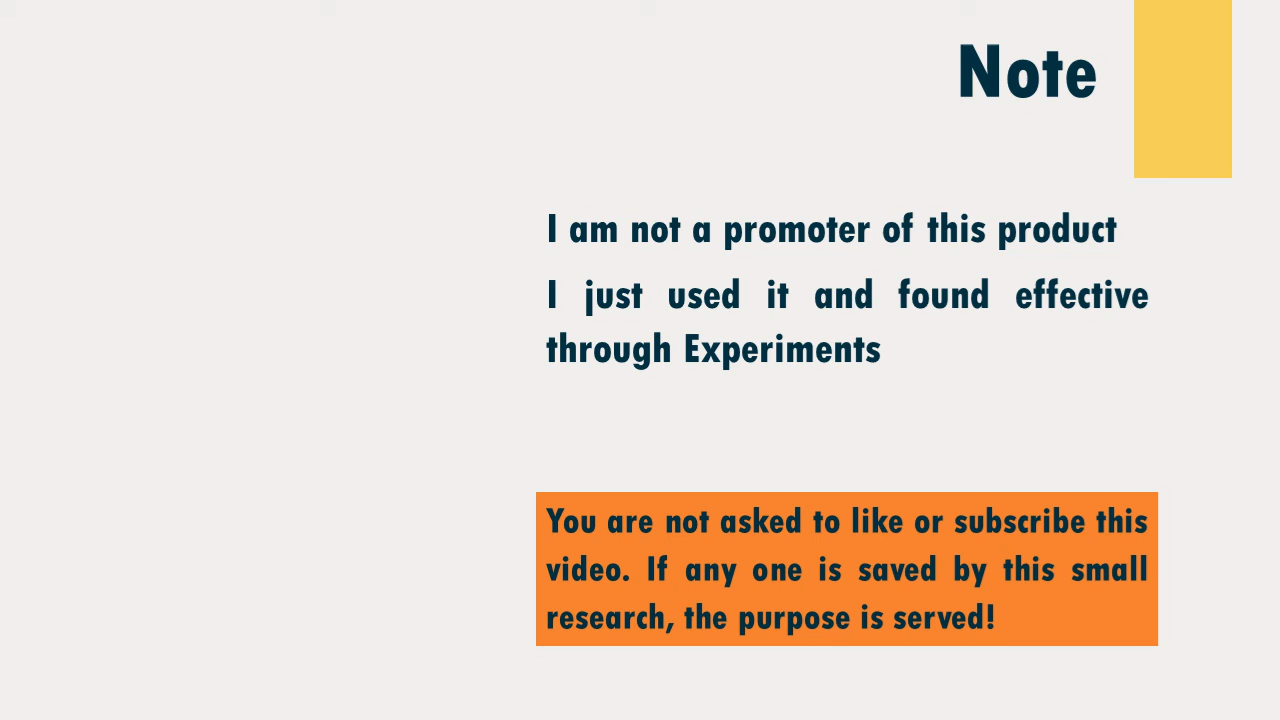 Note
I am not a promoter of this product
I just used it and found effective
through Experiments
You are not asked to like or subscribe this
video. If any one is saved by this small
research, the purpose is served!